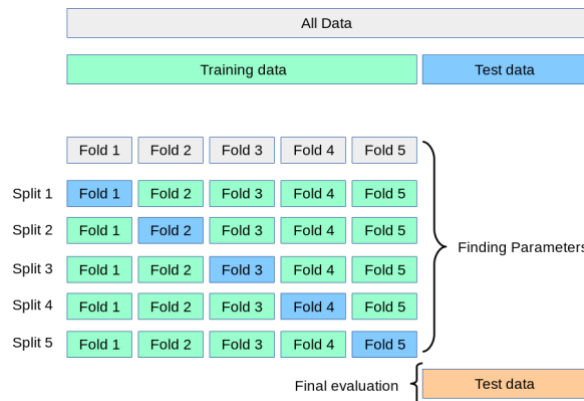 All Data
Training data Test data
Fold 1 Fold 2 Fold 3 Fold 4 Fold 5
Split 1 Fold 1 Fold 2 Fold 3 Fold 4 Fold 5
Split 2 Fold 1 Fold 2 Fold 3 Fold 4 Fold 5
Finding Parameters
Split 3 Fold 1 Fold 2 Fold 3 Fold 4 Fold 5
Split 4 Fold 1 Fold 2 Fold 3 Fold 4 Fold 5
Split 5 Fold 1 Fold 2 Fold 3 Fold 4 Fold 5
Final evaluation Test data